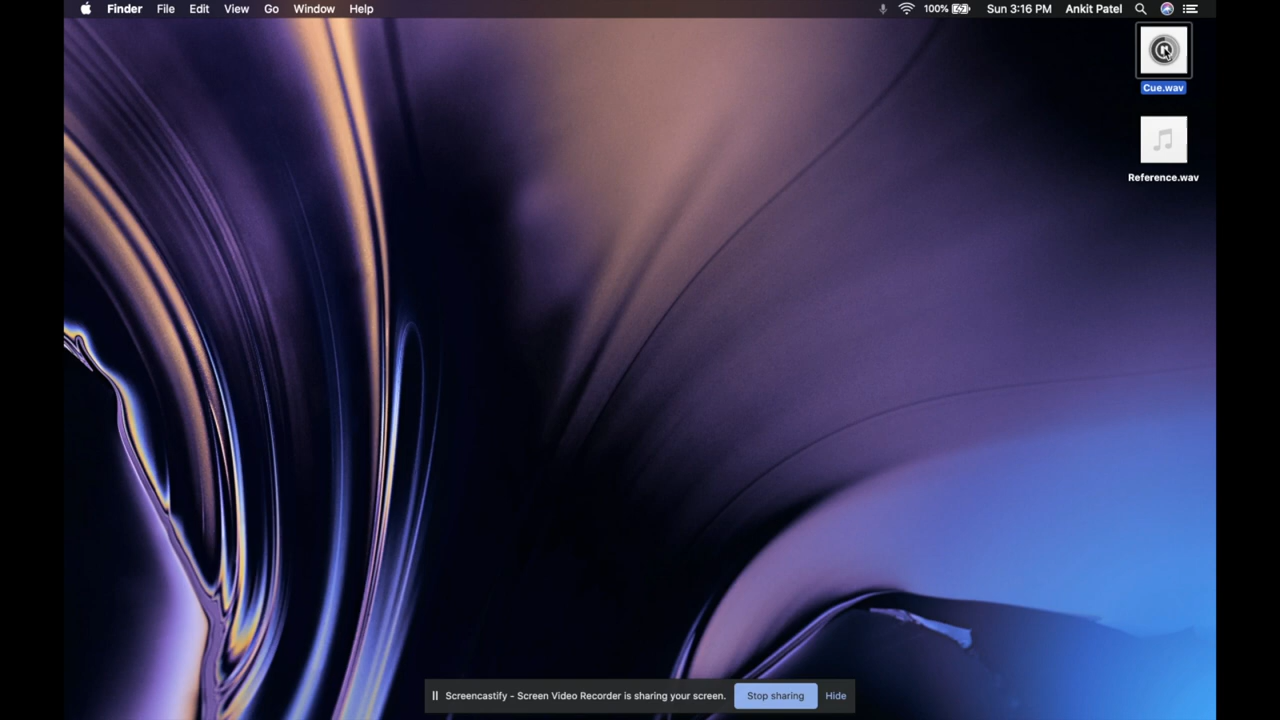 Finder File Edit View Go Window Help 100% Sun 3:16 PM Ankit Patel
Cue.wav
Reference.wav
Screencastify - Screen Video Recorder is sharing your screen. Stop sharing Hide